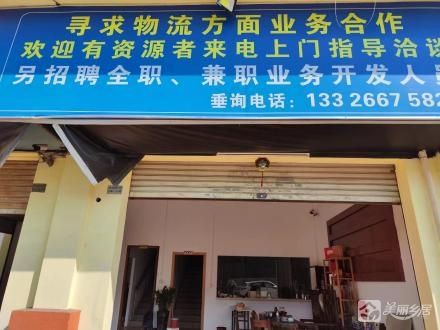 寻求物流方面业务合作
欢迎有资源者来电上门指导洽
另招聘全职、兼职业务开发人
垂询电话：133 2667 582
美丽乡居